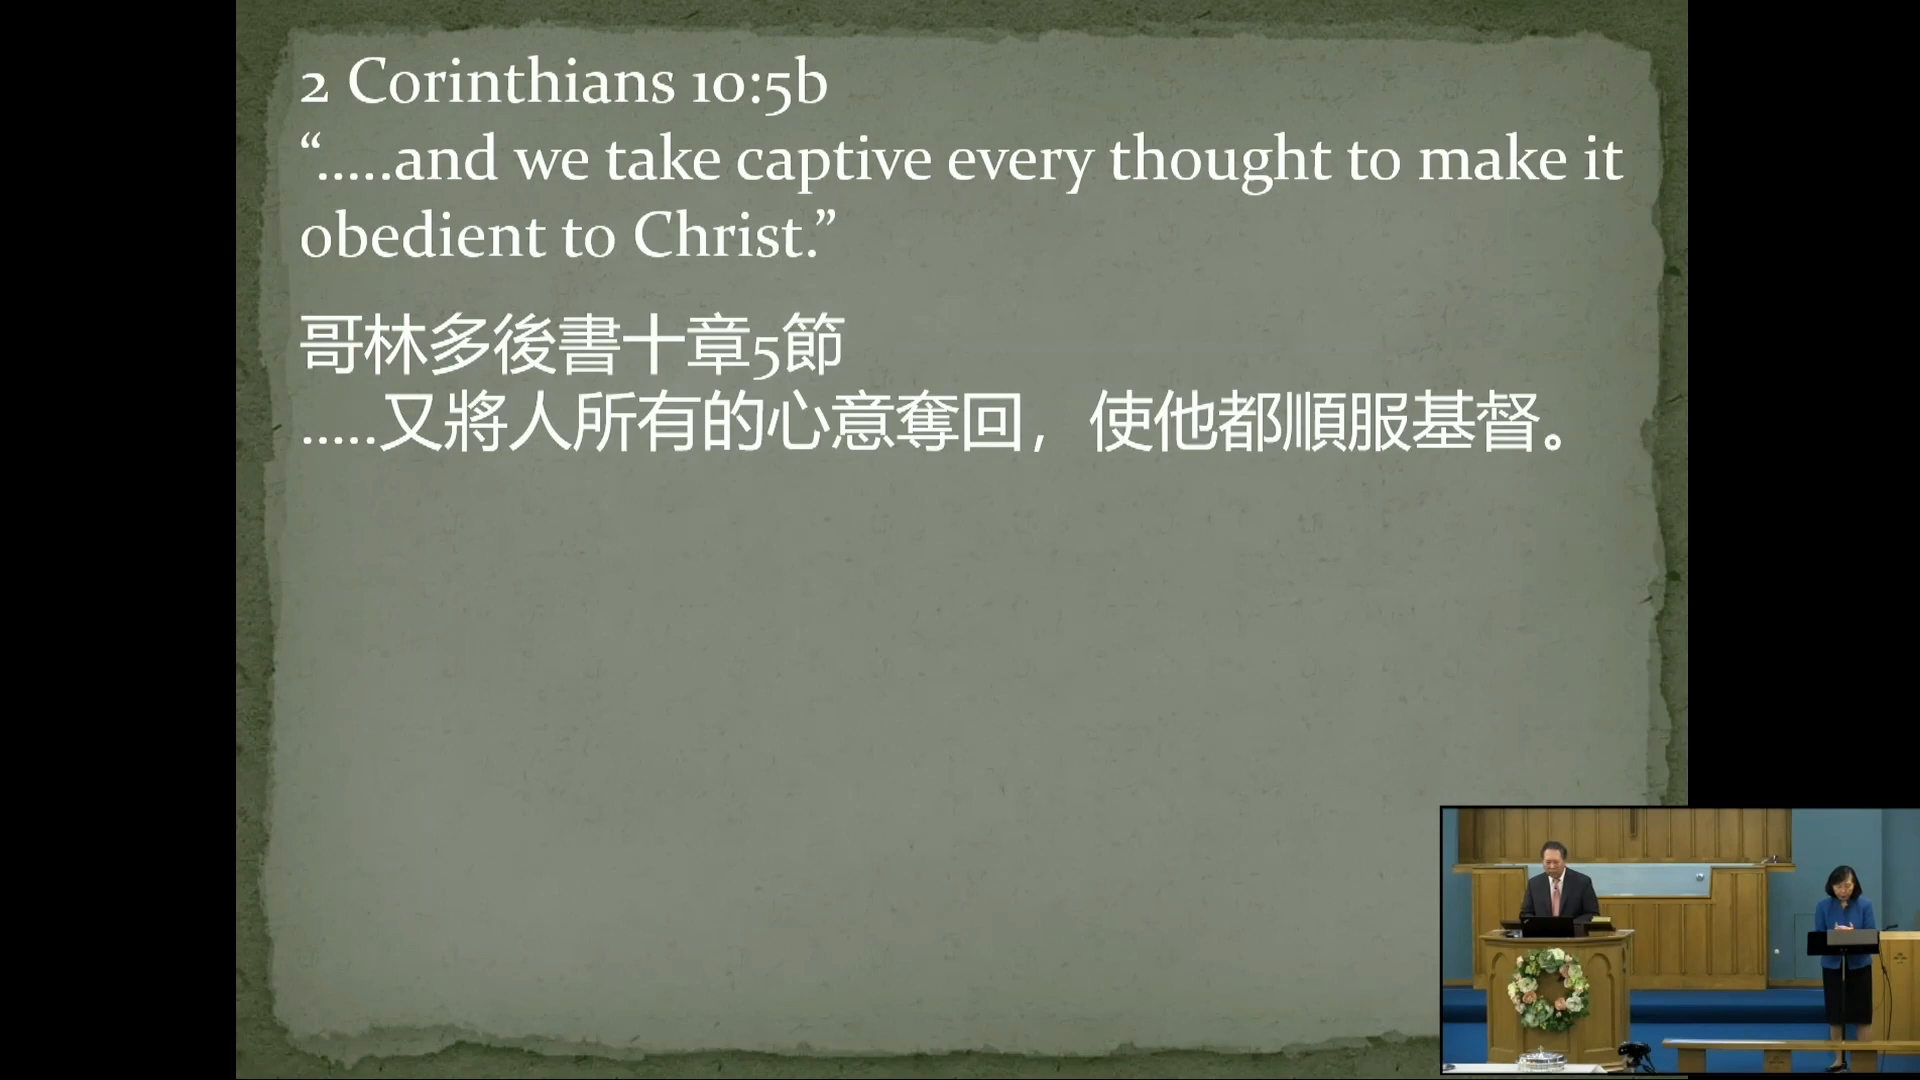 2 Corinthians 10:5b
“.....and we take captive every thought to make it
obedient to Christ.”
哥林多後書十章5節
.....又將人所有的心意奪回，使他都順服基督。